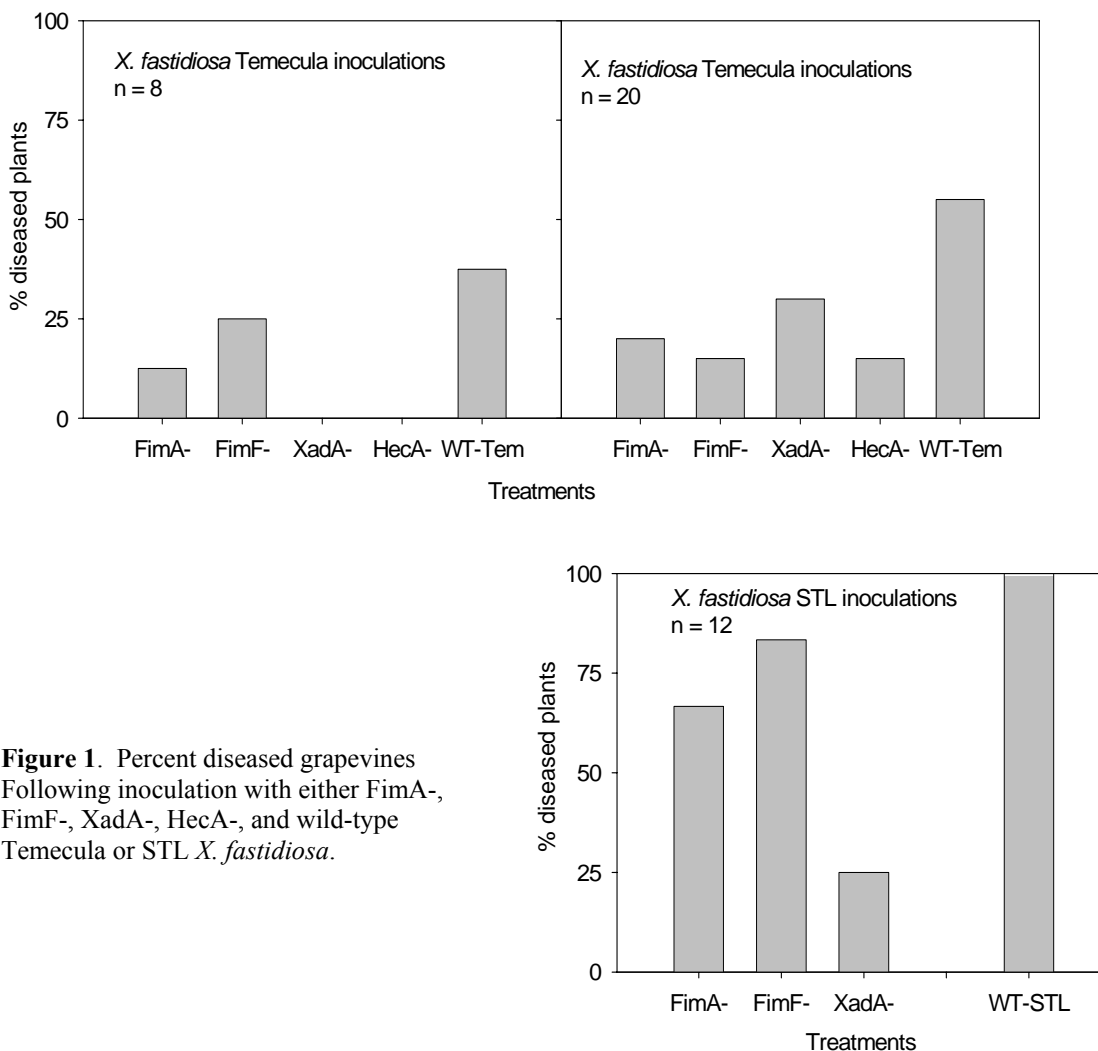 100
75
50
25
0
% diseased plants
X. fastidiosa Temecula inoculations
n = 8
X. fastidiosa Temecula inoculations
n = 20
FimA- FimF- XadA- HecA- WT-Tem FimA- FimF- XadA- HecA- WT-Tem
Treatments
100
75
50
25
0
% diseased plants
X. fastidiosa STL inoculations
n = 12
FimA- FimF- XadA- WT-STL
Treatments
Figure 1. Percent diseased grapevines
Following inoculation with either FimA-,
FimF-, XadA-, HecA-, and wild-type
Temecula or STL X. fastidiosa.